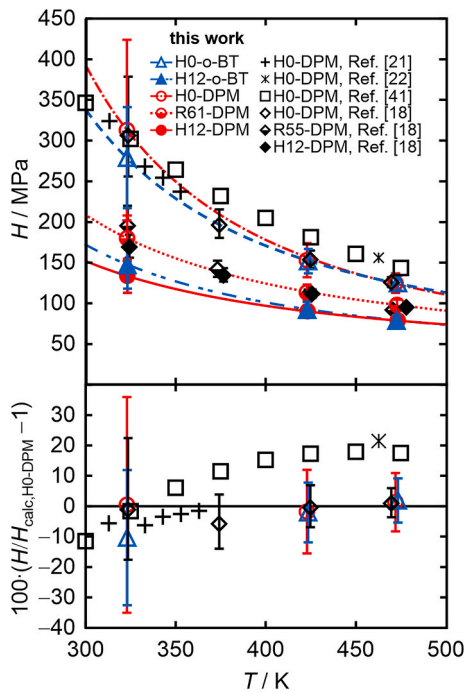 this work
H0-o-BT
H12-o-BT
H0-DPM
R61-DPM
H12-DPM
H0-DPM, Ref. [21]
H0-DPM, Ref. [22]
H0-DPM, Ref. [41]
H0-DPM, Ref. [18]
R55-DPM, Ref. [18]
H12-DPM, Ref. [18]
H / MPa
450
400
350
300
250
200
150
100
50
100·(H/H calc,H0-DPM −1)
30
20
10
0
−10
−20
−30
−40
300 350 400 450 500
T / K